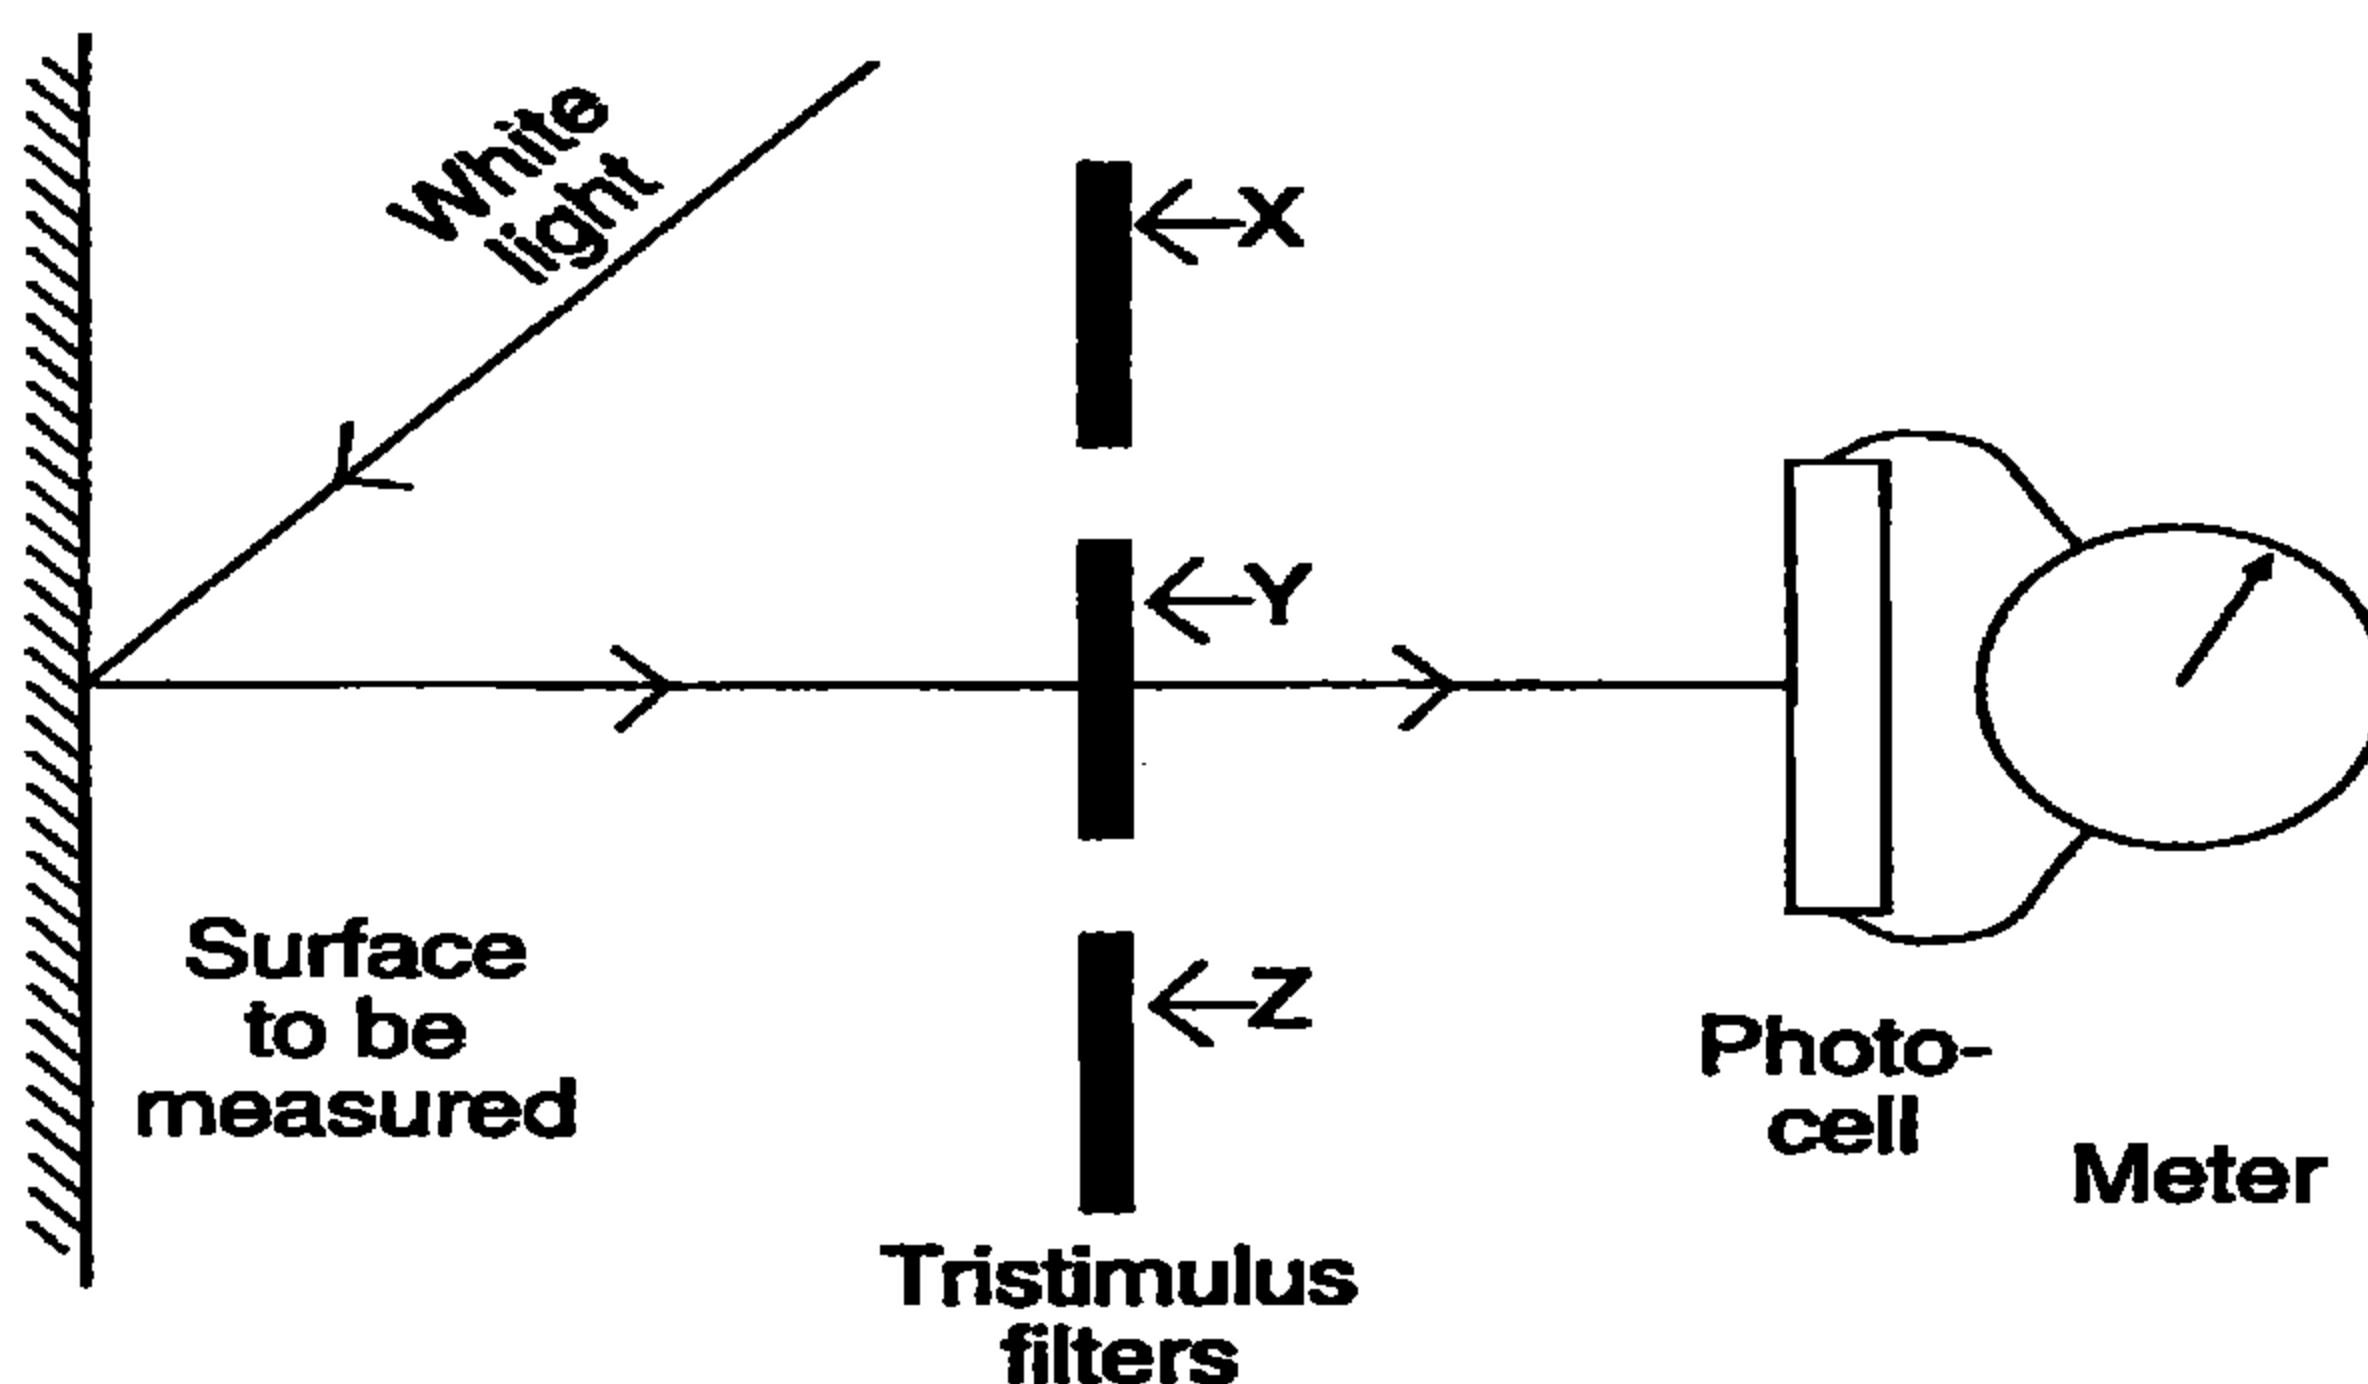 White
light
X
Y
Z
Surface
to be
measured
Tristimulus
filters
Photo-
cell
Meter